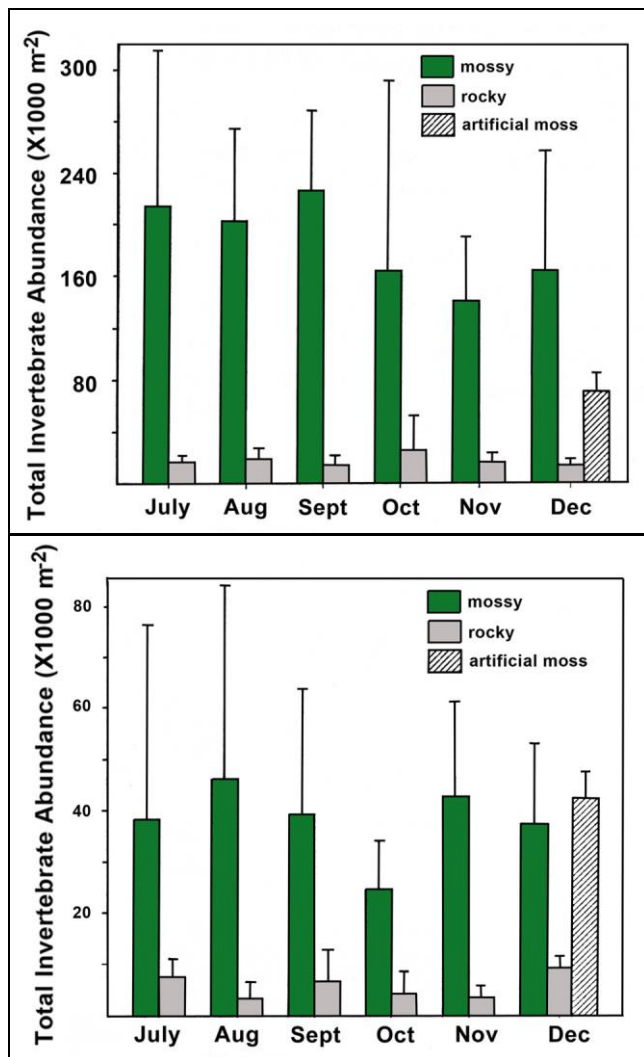 Total Invertebrate Abundance (X1000 m-2)
300
240
160
80
mossy
rocky
artificial moss
July Aug Sept Oct Nov Dec
Total Invertebrate Abundance (X1000 m-2)
80
60
40
20
mossy
rocky
artificial moss
July Aug Sept Oct Nov Dec